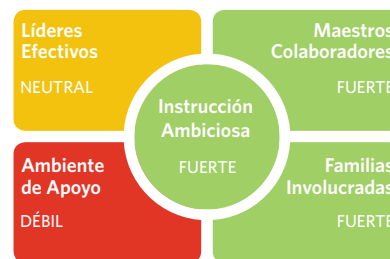 Líderes
Efectivos
NEUTRAL
Maestros
Colaboradores
FUERTE
Instrucción
Ambiciosa
FUERTE
Ambiente
de Apoyo
DÉBIL
Familias
Involucradas
FUERTE